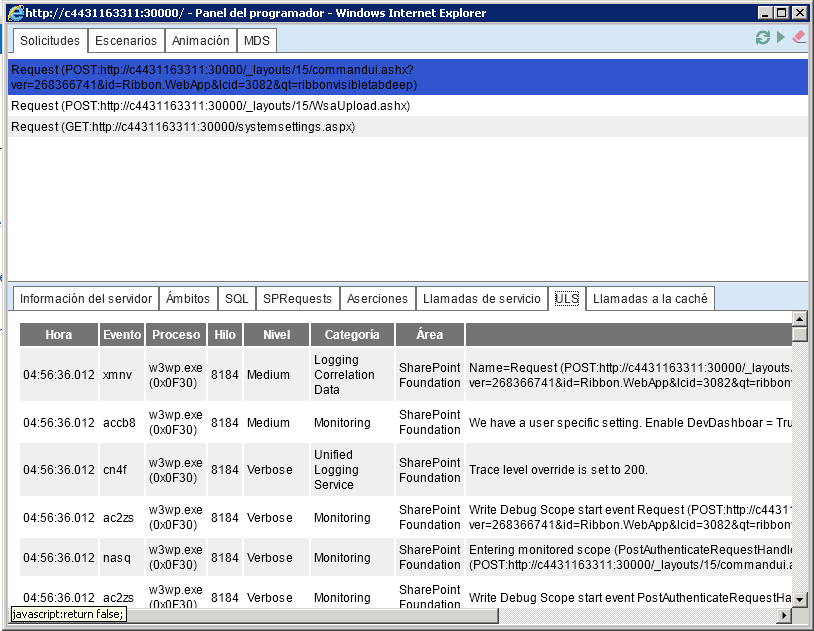 http://c4431163311:30000/ - Panel del programador - Windows Internet Explorer
Solicitudes Escenarios Animación MDS
Request (POST:http://c4431163311:30000/_layouts/15/commandui.ashx?
ver=268366741&id=Ribbon.WebApp&lcid=3082&qt=ribbonvisibletabdeep)
Request (POST:http://c4431163311:30000/_layouts/15/WsaUpload.ashx)
Request (GET:http://c4431163311:30000/systemsettings.aspx)
Información del servidor Ámbitos SQL SPRequests Aserciones Llamadas de servicio ULS Llamadas a la caché
Hora Evento Proceso Hilo Nivel Categoría Área
04:56:36.012 xmnv w3wp.exe (0x0F30) 8184 Medium Logging Correlation Data SharePoint Foundation Name=Request (POST:http://c4431163311:30000/_layouts/
ver=268366741&id=Ribbon.WebApp&lcid=3082&qt=ribbonv
04:56:36.012 accb8 w3wp.exe (0x0F30) 8184 Medium Monitoring SharePoint Foundation We have a user specific setting. Enable DevDashboar = Tru
04:56:36.012 cn4f w3wp.exe (0x0F30) 8184 Verbose Unified Logging Service SharePoint Foundation Trace level override is set to 200.
04:56:36.012 ac2zs w3wp.exe (0x0F30) 8184 Verbose Monitoring SharePoint Foundation Write Debug Scope start event Request (POST:http://c4431
ver=268366741&id=Ribbon.WebApp&lcid=3082&qt=ribbonv
04:56:36.012 nasq w3wp.exe (0x0F30) 8184 Verbose Monitoring SharePoint Foundation Entering monitored scope (PostAuthenticateRequestHandle
(POST:http://c4431163311:30000/_layouts/15/commandui.a
04:56:36.012 ac2zs w3wp.exe (0x0F30) 8184 Verbose Monitoring SharePoint Foundation Write Debug Scope start event PostAuthenticateRequestHa
javascript:return false;